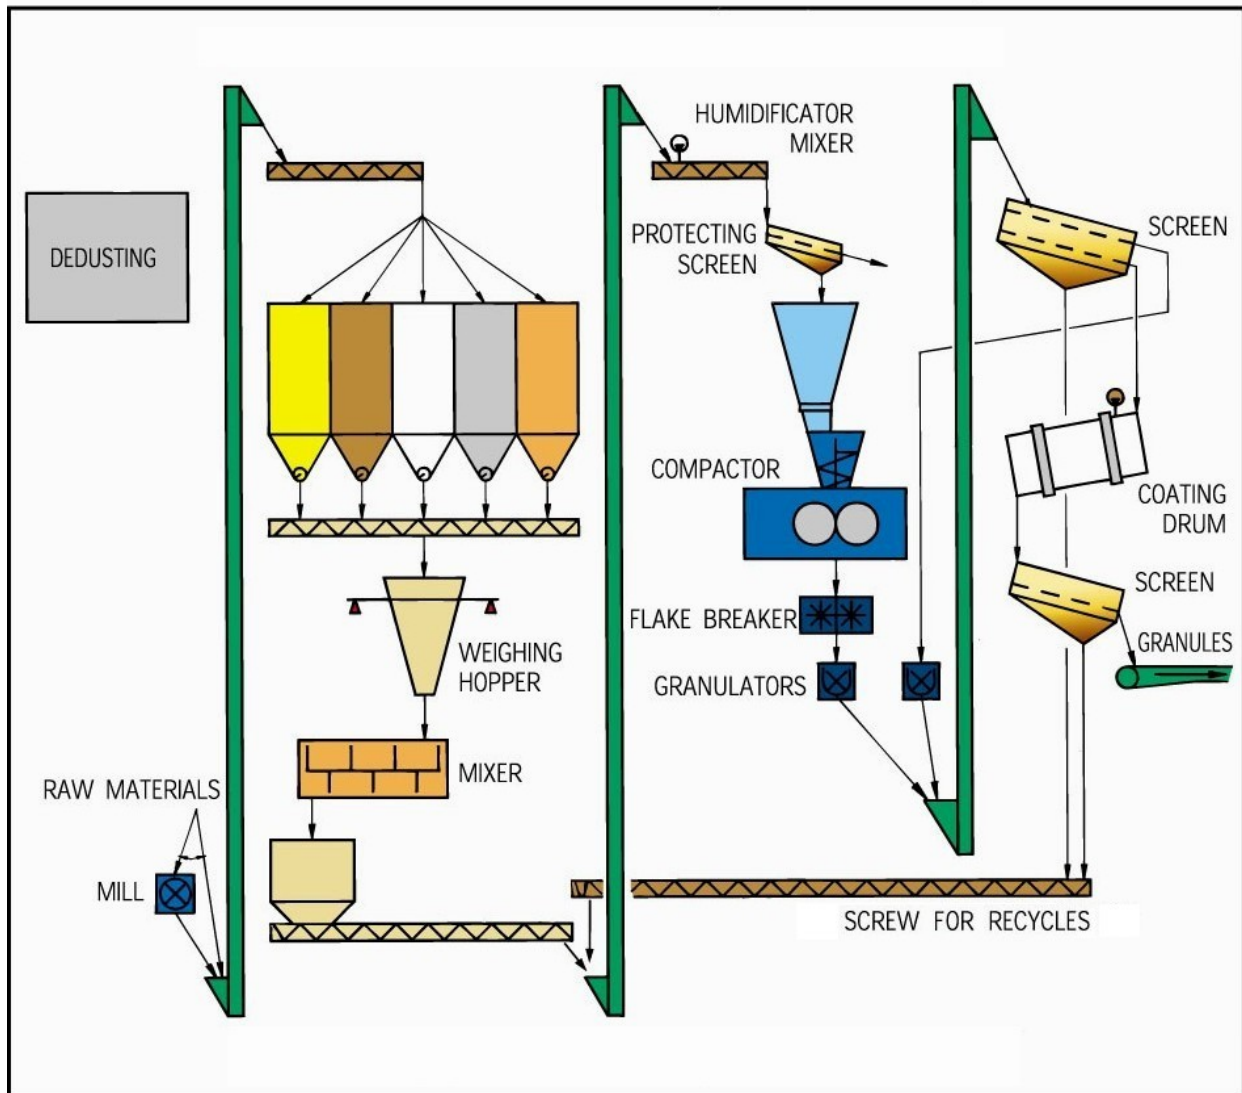 HUMIDIFICATOR
MIXER
DEDUSTING
PROTECTING
SCREEN
SCREEN
COMPACTOR
COATING
DRUM
SCREEN
FLAKE BREAKER
GRANULES
WEIGHING
HOPPER
GRANULATORS
MIXER
RAW MATERIALS
MILL
SCREW FOR RECYCLES